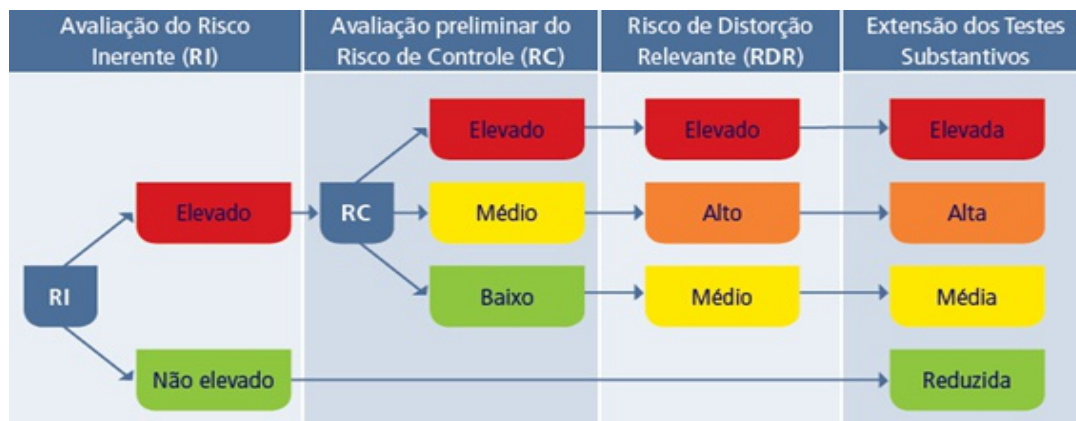 Avaliação do Risco
Inerente (RI)
Avaliação preliminar do
Risco de Controle (RC)
Risco de Distorção
Relevante (RDR)
Extensão dos Testes
Substantivos
Elevado
Elevado
Elevada
Elevado
RC
Médio
Alto
Alta
RI
Baixo
Médio
Média
Não elevado
Reduzida